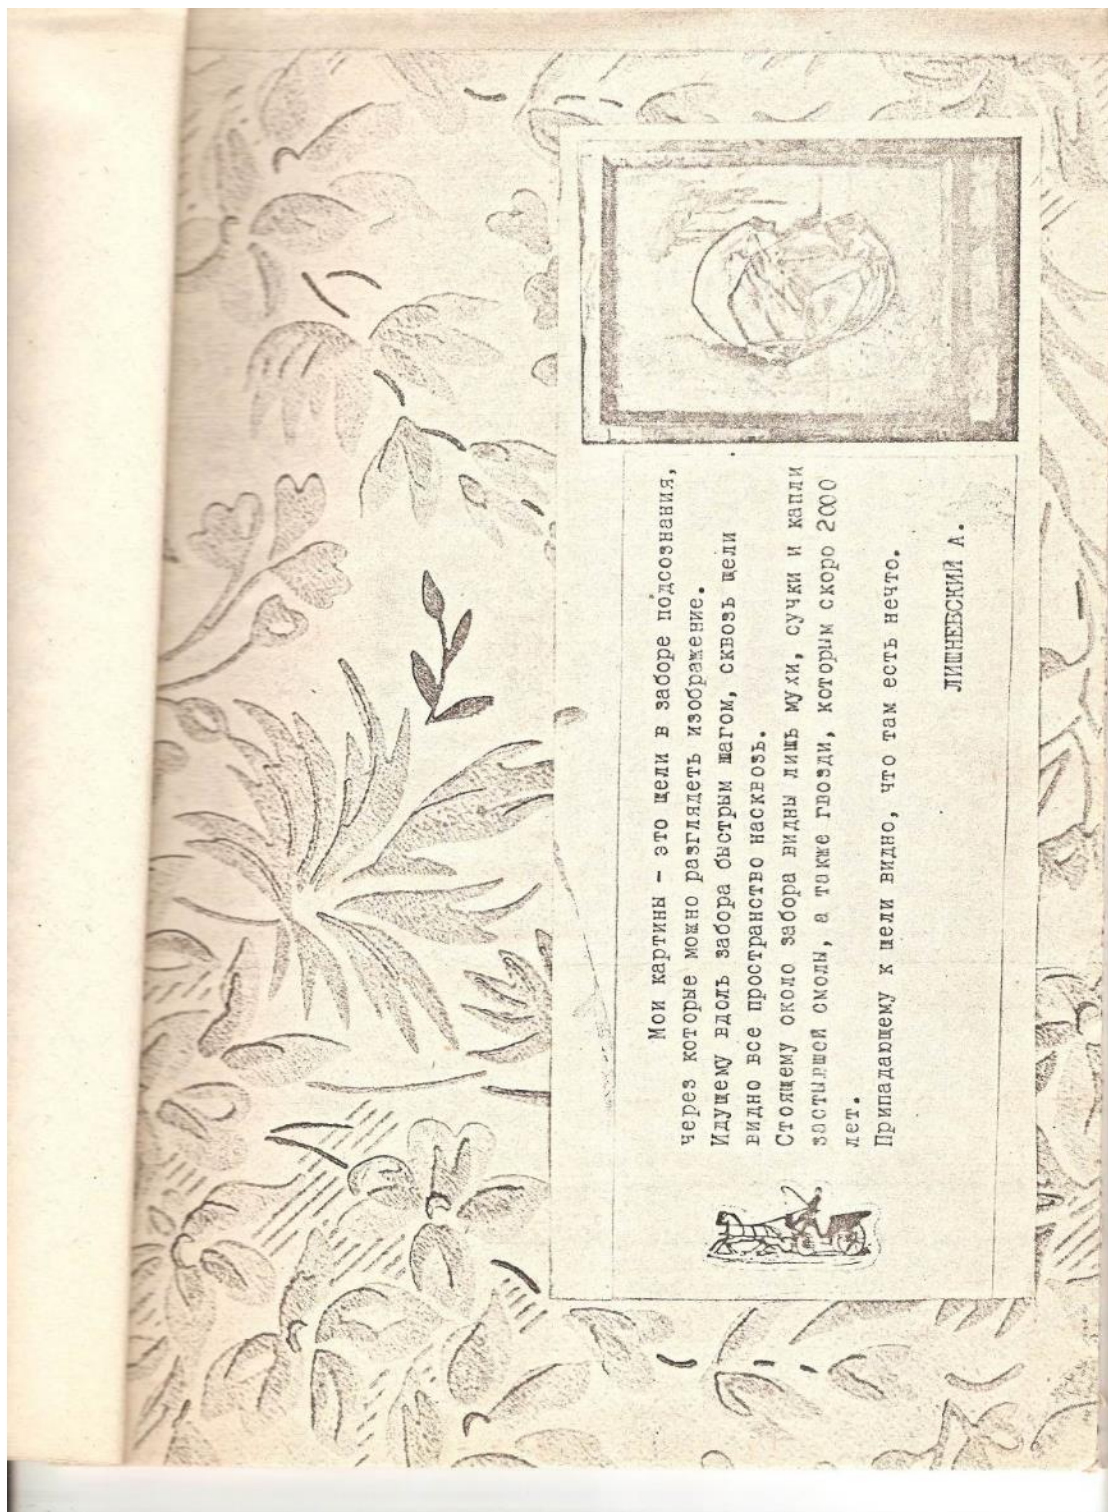 Мои картины - это щели в заборе подсознания,
через которые можно разглядеть изображение.
Идущему вдоль забора быстрым шагом, сквозь щели
видно все пространство насквозь.
Стоящему около забора видны лишь мухи, сучки и капли
застывшей смолы, а также гвозди, которым скоро 2000
лет.
Припадающему к щели видно, что там есть нечто.
ЛИШНЕВСКИЙ А.